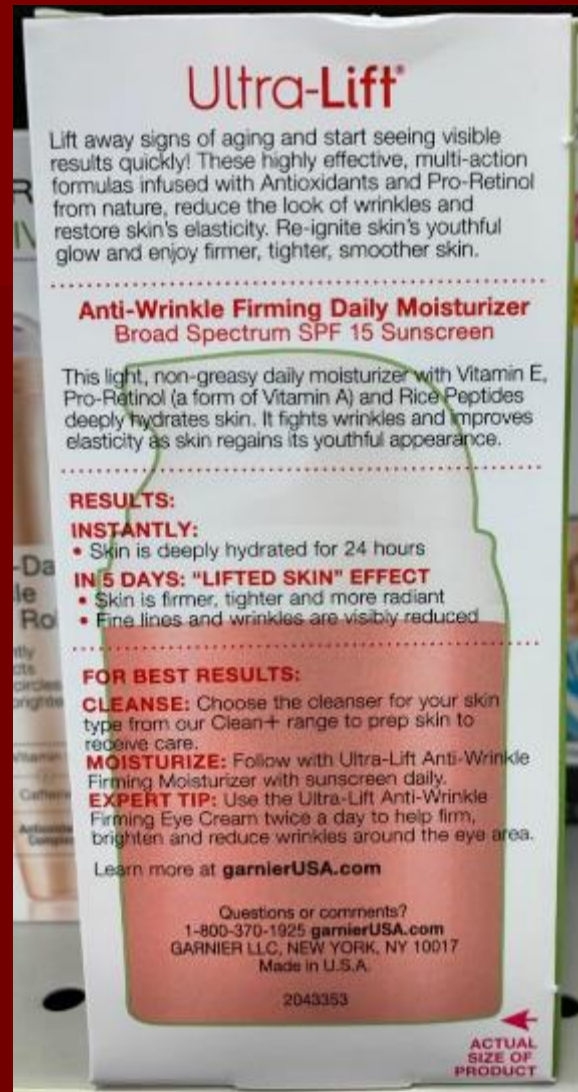 Ultra-Lift®
Lift away signs of aging and start seeing visible
results quickly! These highly effective, multi-action
formulas infused with Antioxidants and Pro-Retinol
from nature, reduce the look of wrinkles and
restore skin's elasticity. Re-ignite skin's youthful
glow and enjoy firmer, tighter, smoother skin.
Anti-Wrinkle Firming Daily Moisturizer
Broad Spectrum SPF 15 Sunscreen
This light, non-greasy daily moisturizer with Vitamin E,
Pro-Retinol (a form of Vitamin A) and Rice Peptides
deeply hydrates skin. It fights wrinkles and improves
elasticity as skin regains its youthful appearance.
RESULTS:
INSTANTLY:
• Skin is deeply hydrated for 24 hours
IN 5 DAYS: "LIFTED SKIN" EFFECT
• Skin is firmer, tighter and more radiant
• Fine lines and wrinkles are visibly reduced
FOR BEST RESULTS:
CLEANSE: Choose the cleanser for your skin
type from our Clean+ range to prep skin to
receive care.
MOISTURIZE: Follow with Ultra-Lift Anti-Wrinkle
Firming Moisturizer with sunscreen daily.
EXPERT TIP: Use the Ultra-Lift Anti-Wrinkle
Firming Eye Cream twice a day to help firm,
brighten and reduce wrinkles around the eye area.
Learn more at garnierUSA.com
Questions or comments?
1-800-370-1925 garnierUSA.com
GARNIER LLC, NEW YORK, NY 10017
Made in U.S.A.
2043353
ACTUAL
SIZE OF
PRODUCT